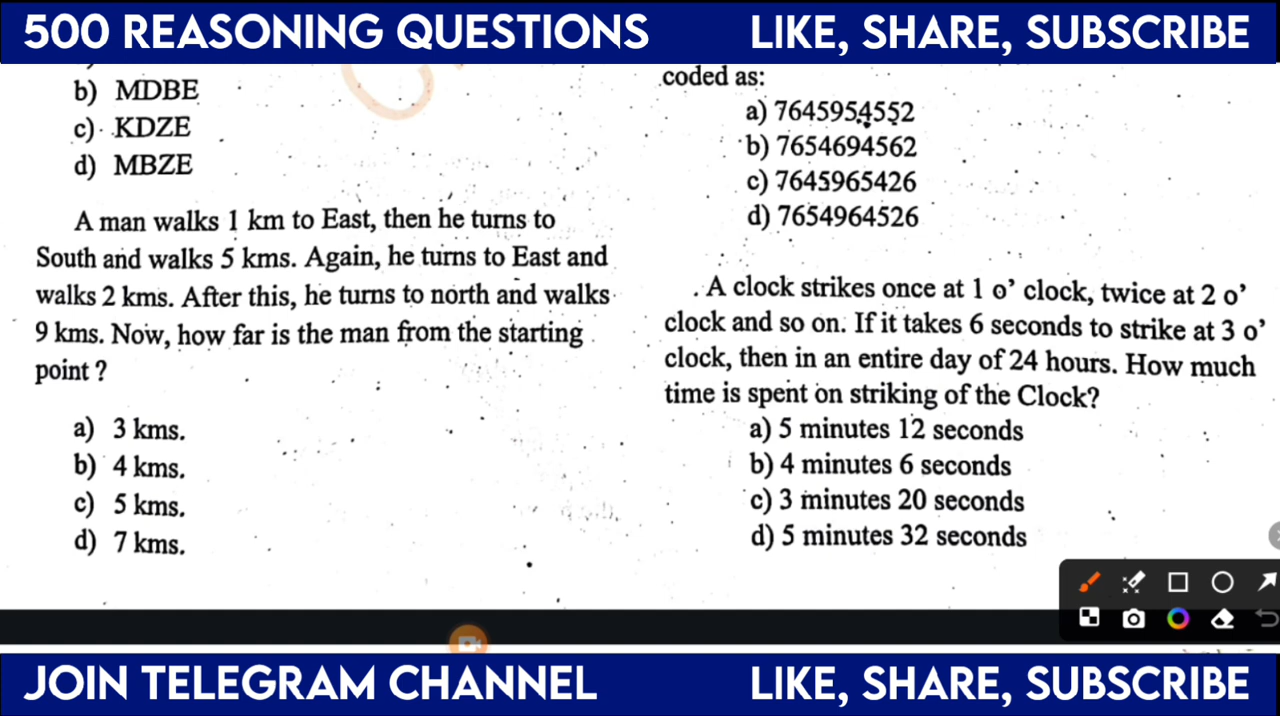 500 REASONING QUESTIONS
LIKE, SHARE, SUBSCRIBE
b) MDBE
c) KDZE
d) MBZE
A man walks 1 km to East, then he turns to
South and walks 5 kms. Again, he turns to East and
walks 2 kms. After this, he turns to north and walks
9 kms. Now, how far is the man from the starting
point ?
a) 3 kms.
b) 4 kms.
c) 5 kms.
d) 7 kms.
coded as:
a) 7645954552
b) 7654694562
c) 7645965426
d) 7654964526
A clock strikes once at 1 o' clock, twice at 2 o'
clock and so on. If it takes 6 seconds to strike at 3 o'
clock, then in an entire day of 24 hours. How much
time is spent on striking of the Clock?
a) 5 minutes 12 seconds
b) 4 minutes 6 seconds
c) 3 minutes 20 seconds
d) 5 minutes 32 seconds
JOIN TELEGRAM CHANNEL
LIKE, SHARE, SUBSCRIBE